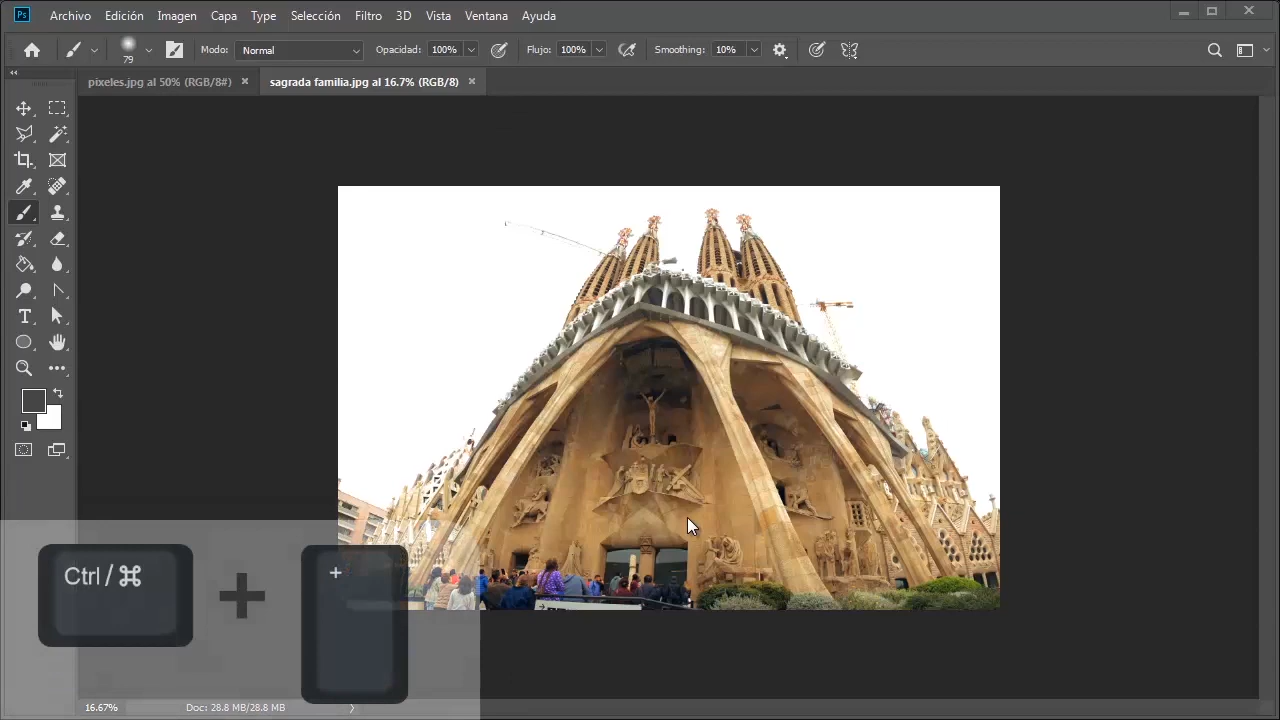 Ps Archivo Edición Imagen Capa Type Selección Filtro 3D Vista Ventana Ayuda
79 Modo: Normal Opacidad: 100% Flujo: 100% Smoothing: 10%
pixeles.jpg al 50% (RGB/8#) × sagrada familia.jpg al 16.7% (RGB/8) ×
Ctrl / ⌘ + +
16.67% Doc: 28.8 MB/28.8 MB